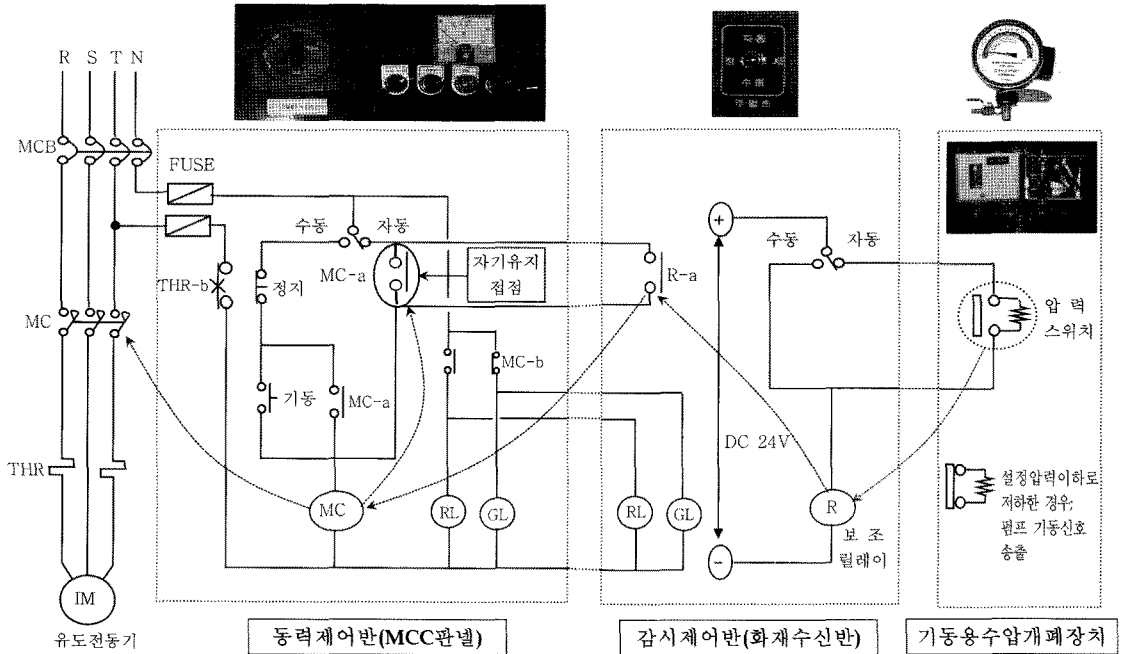 R S T N
MCB
FUSE
수동 자동
THR-b
정지
MC-a
자기유지
접점
R-a
MC
기동
MC-a
MC-b
THR
MC
RL
GL
RL
GL
IM
유도전동기
동력제어반(MCC판넬)
자동
수동
+
수동 자동
DC 24V
R
보 조
릴레이
−
감시제어반(화재수신반)
압 력
스위치
설정압력이하로
저하한 경우;
펌프 기동신호
송출
기동용수압개폐장치